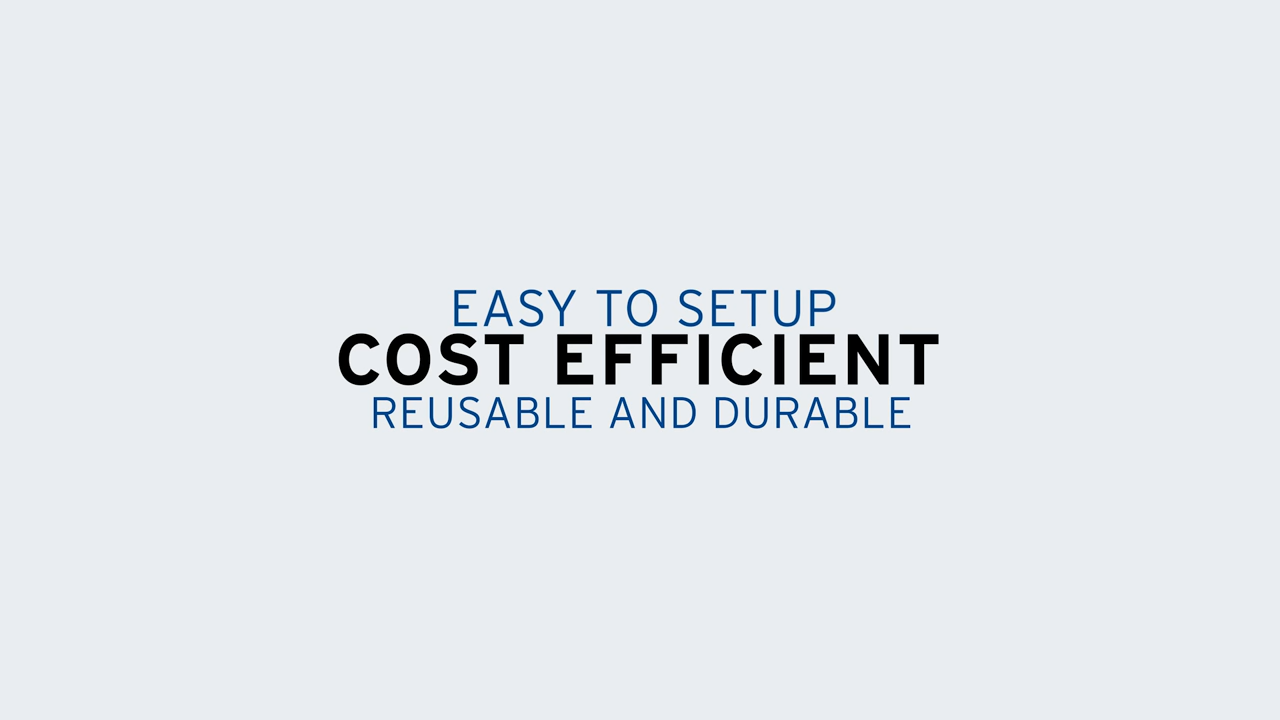 EASY TO SETUP
COST EFFICIENT
REUSABLE AND DURABLE